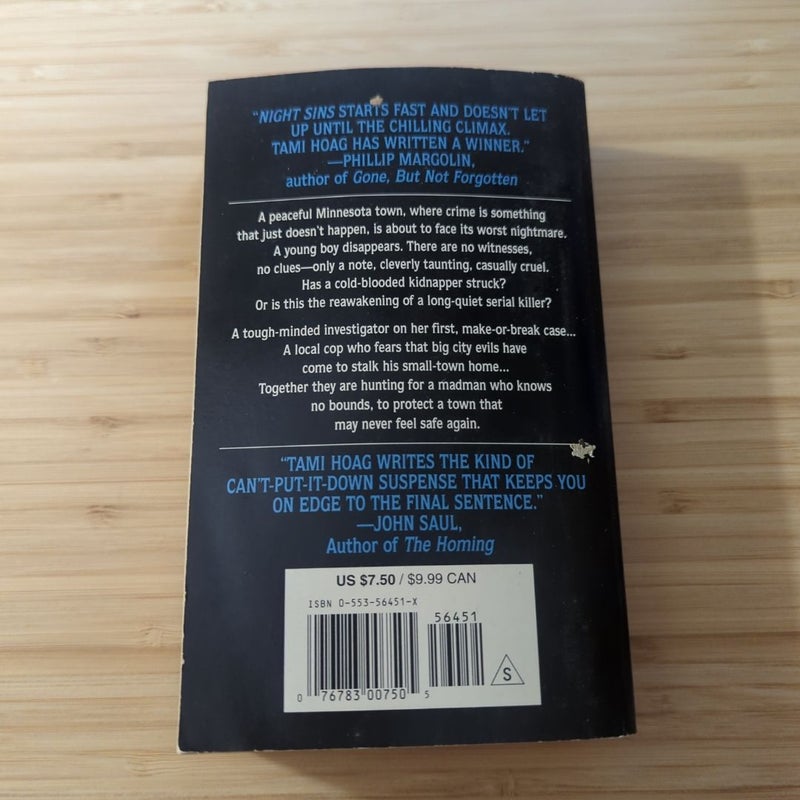 "NIGHT SINS STARTS FAST AND DOESN'T LET
UP UNTIL THE CHILLING CLIMAX.
TAMI HOAG HAS WRITTEN A WINNER."
—PHILLIP MARGOLIN,
author of Gone, But Not Forgotten
A peaceful Minnesota town, where crime is something
that just doesn't happen, is about to face its worst nightmare.
A young boy disappears. There are no witnesses,
no clues—only a note, cleverly taunting, casually cruel.
Has a cold-blooded kidnapper struck?
Or is this the reawakening of a long-quiet serial killer?
A tough-minded investigator on her first, make-or-break case...
A local cop who fears that big city evils have
come to stalk his small-town home...
Together they are hunting for a madman who knows
no bounds, to protect a town that
may never feel safe again.
"TAMI HOAG WRITES THE KIND OF
CAN'T-PUT-IT-DOWN SUSPENSE THAT KEEPS YOU
ON EDGE TO THE FINAL SENTENCE."
—JOHN SAUL,
Author of The Homing
US $7.50 / $9.99 CAN
ISBN 0-553-56451-X
56451
S
0 76783 00750 5